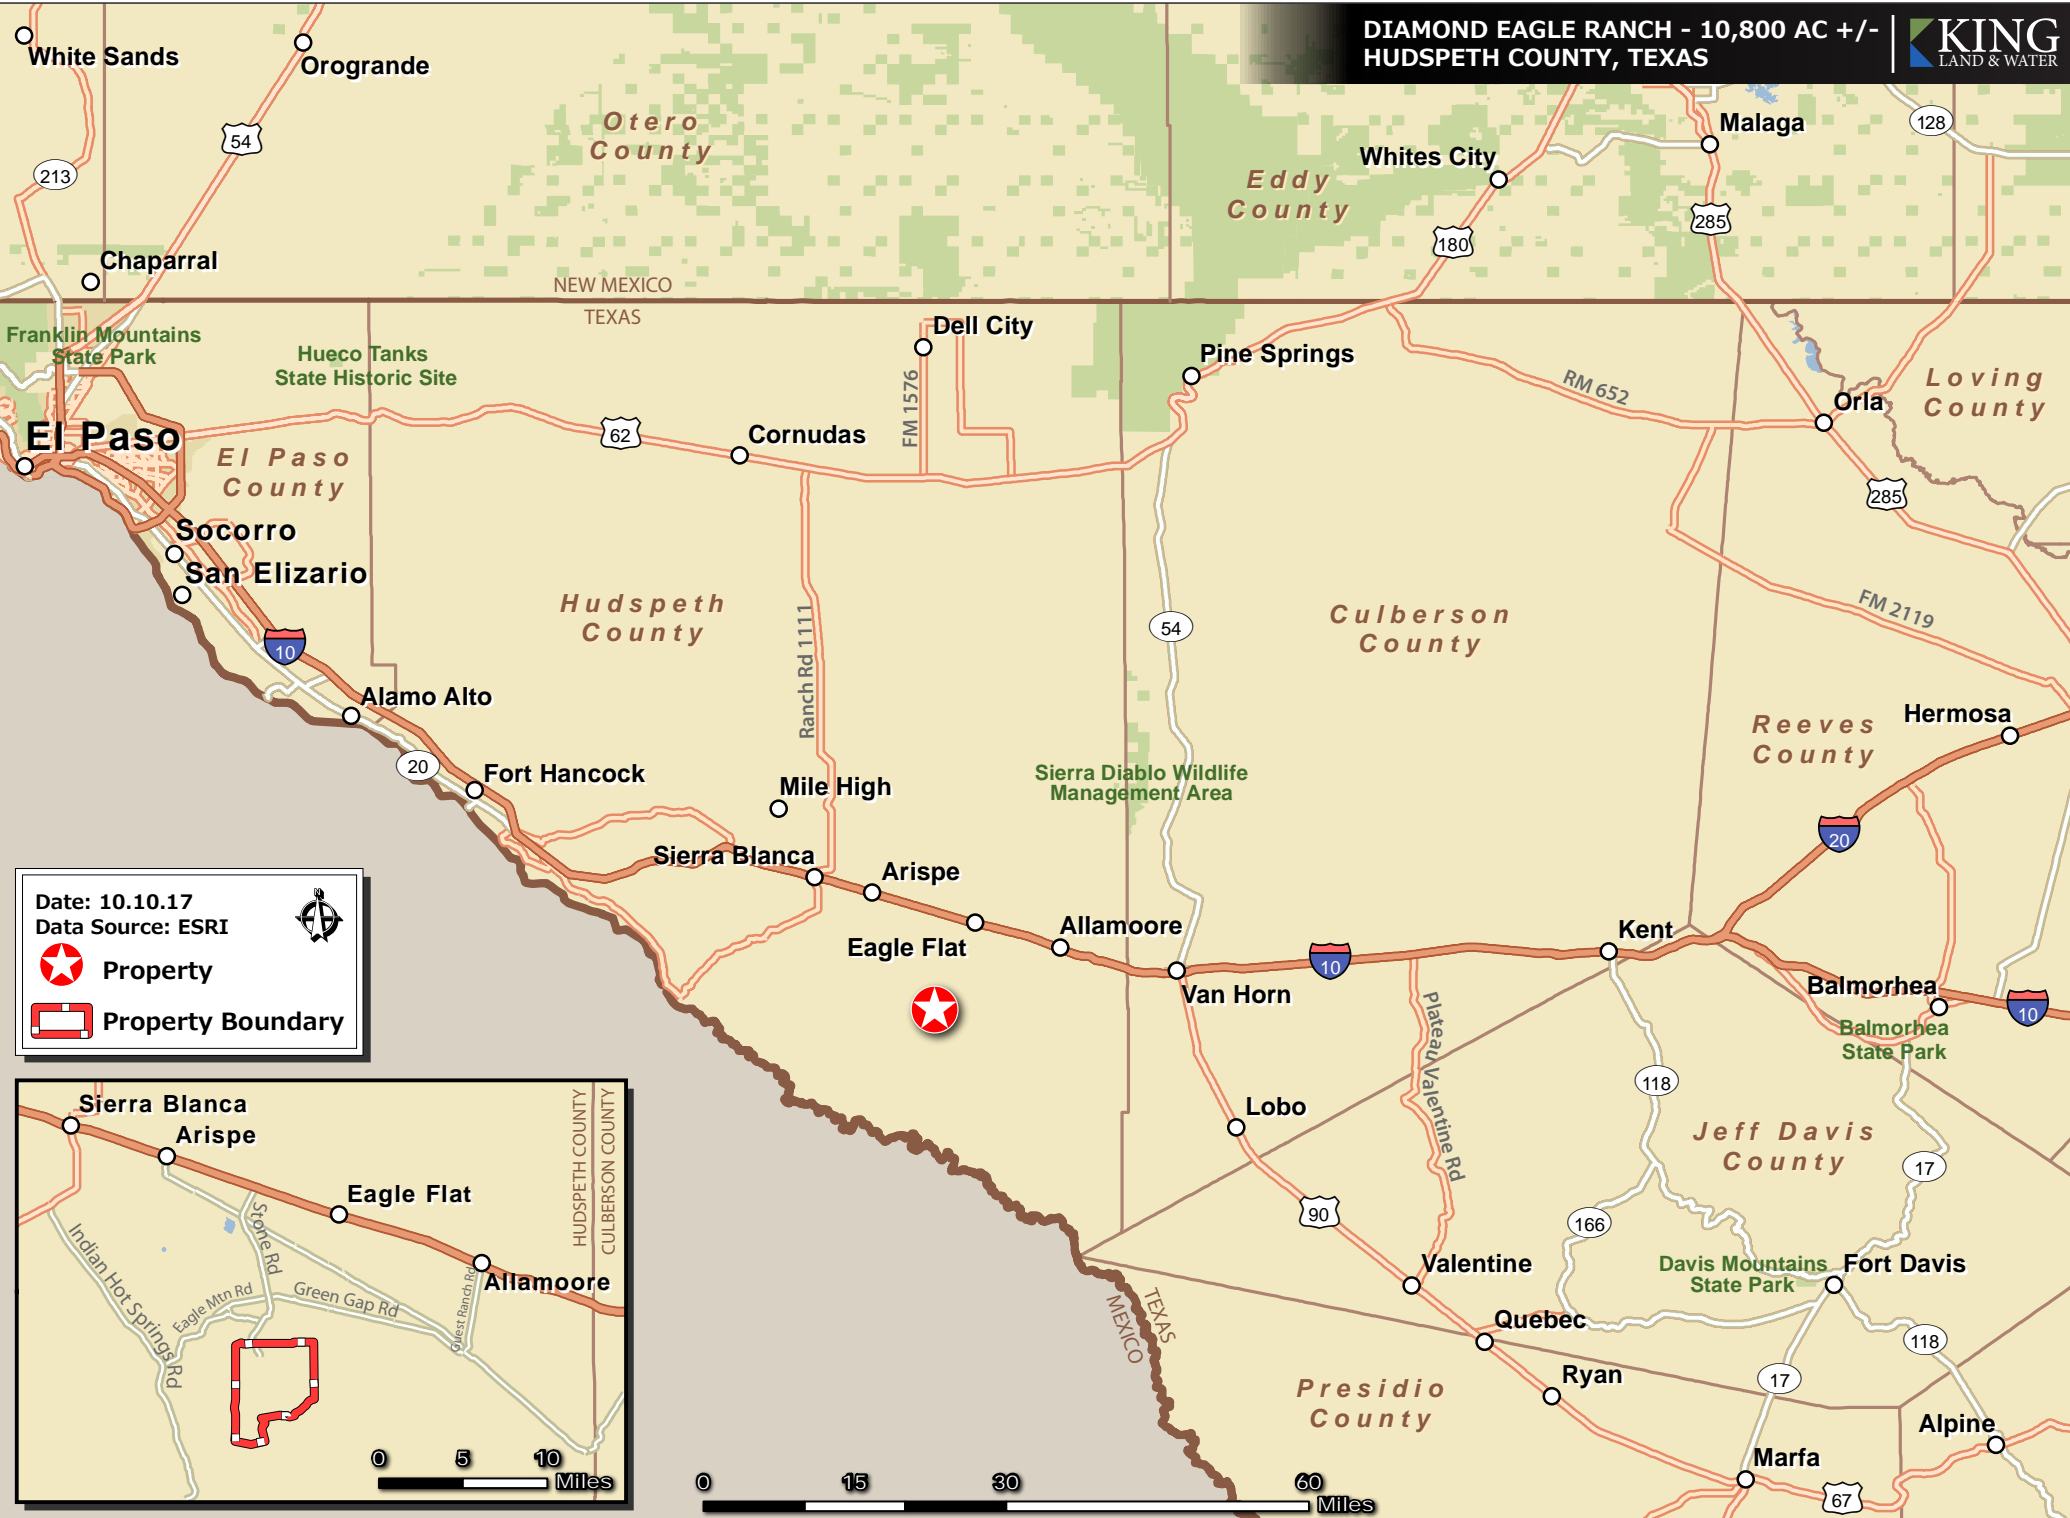 DIAMOND EAGLE RANCH - 10,800 AC +/-
HUDSPETH COUNTY, TEXAS
KING
LAND & WATER
White Sands
Orogrande
54
213
Otero
County
Eddy
County
Whites City
Malaga
128
180
285
Chaparral
NEW MEXICO
TEXAS
Franklin Mountains
State Park
Hueco Tanks
State Historic Site
Dell City
FM 1576
Pine Springs
RM 652
Loving
County
Orla
El Paso
62
Cornudas
El Paso
County
285
Socorro
San Elizario
Hudspeth
County
Ranch Rd 1111
54
Culberson
County
FM 2119
10
Alamo Alto
20
Fort Hancock
Mile High
Sierra Diablo Wildlife
Management Area
Reeves
County
Hermosa
20
Sierra Blanca
Arispe
Eagle Flat
Allamoore
Van Horn
10
Kent
Balmorhea
10
Balmorhea
State Park
Plateau Valentine Rd
118
Lobo
Jeff Davis
County
17
90
166
Valentine
Davis Mountains
State Park
Fort Davis
TEXAS
MEXICO
Quebec
118
Ryan
17
Presidio
County
Alpine
Marfa
67
Date: 10.10.17
Data Source: ESRI
N
Property
Property Boundary
Sierra Blanca
Arispe
Eagle Flat
Allamoore
HUDSPETH COUNTY
CULBERSON COUNTY
Stone Rd
Indian Hot Springs Rd
Eagle Mtn Rd
Green Gap Rd
Guest Ranch Rd
0 5 10
Miles
0 15 30 60
Miles